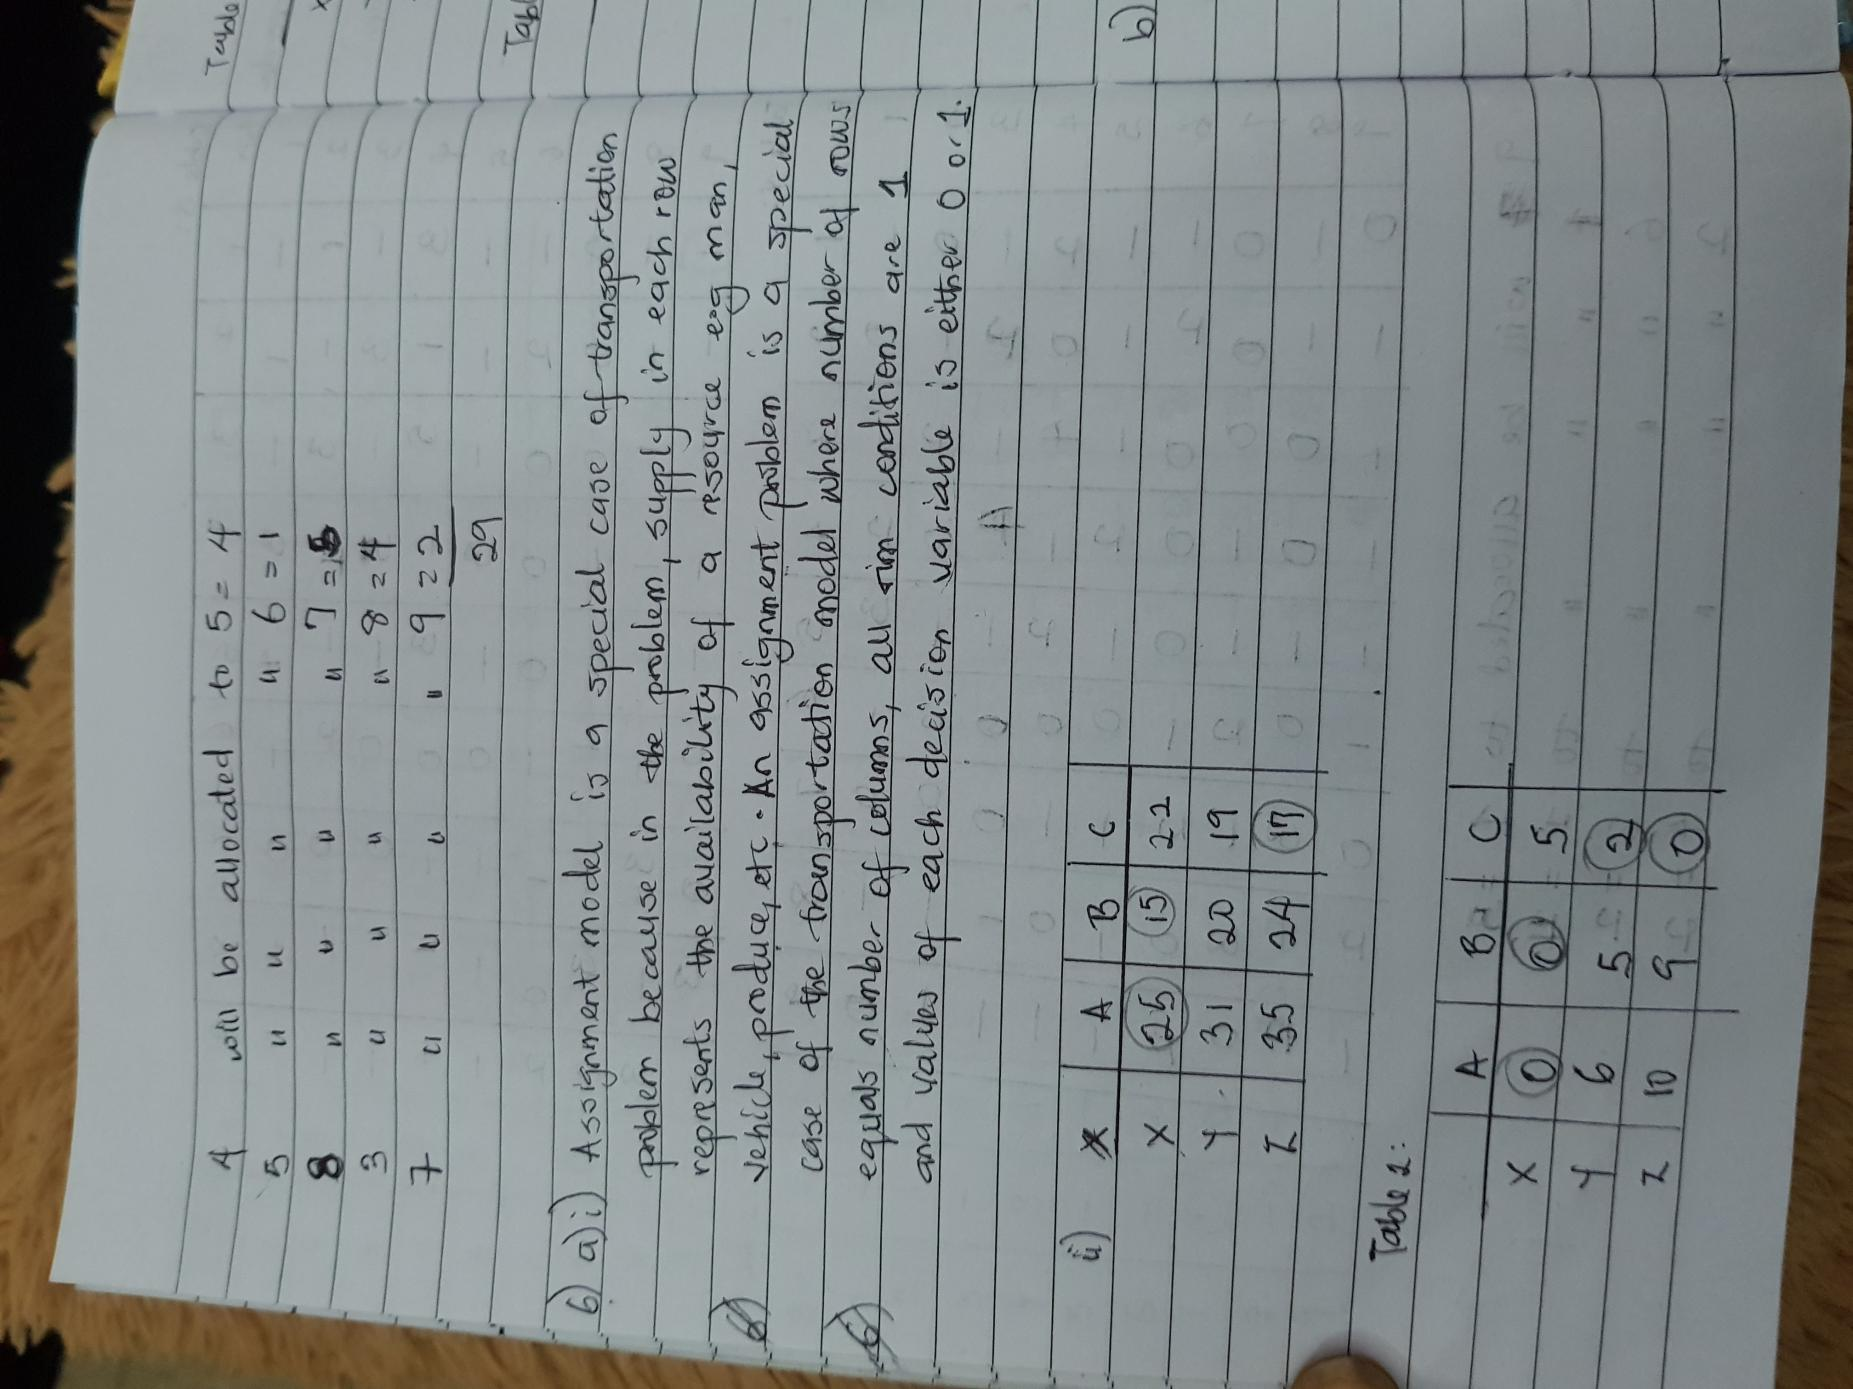 4 will be allocated to 5 = 4
5 " " " " 6 = 1
8 " " " " 7 = 
3 " " " " 8 = 4
7 " " " " 9 = 2
29
6) a) i) Assignment model is a special case of transportation
problem because in the problem, supply in each row
represents the availability of a resource eg man,
vehicle, produce, etc. An assignment problem is a special
case of the transportation model where number of rows
equals number of columns, all rim conditions are 1
and values of each decision variable is either 0 or 1.
ii) A B C
X 25 15 22
Y 31 20 19
Z 35 24 17
Table 2:
A B C
X 0 0 5
Y 6 5 2
Z 10 9 0
Table
Tabl
b)